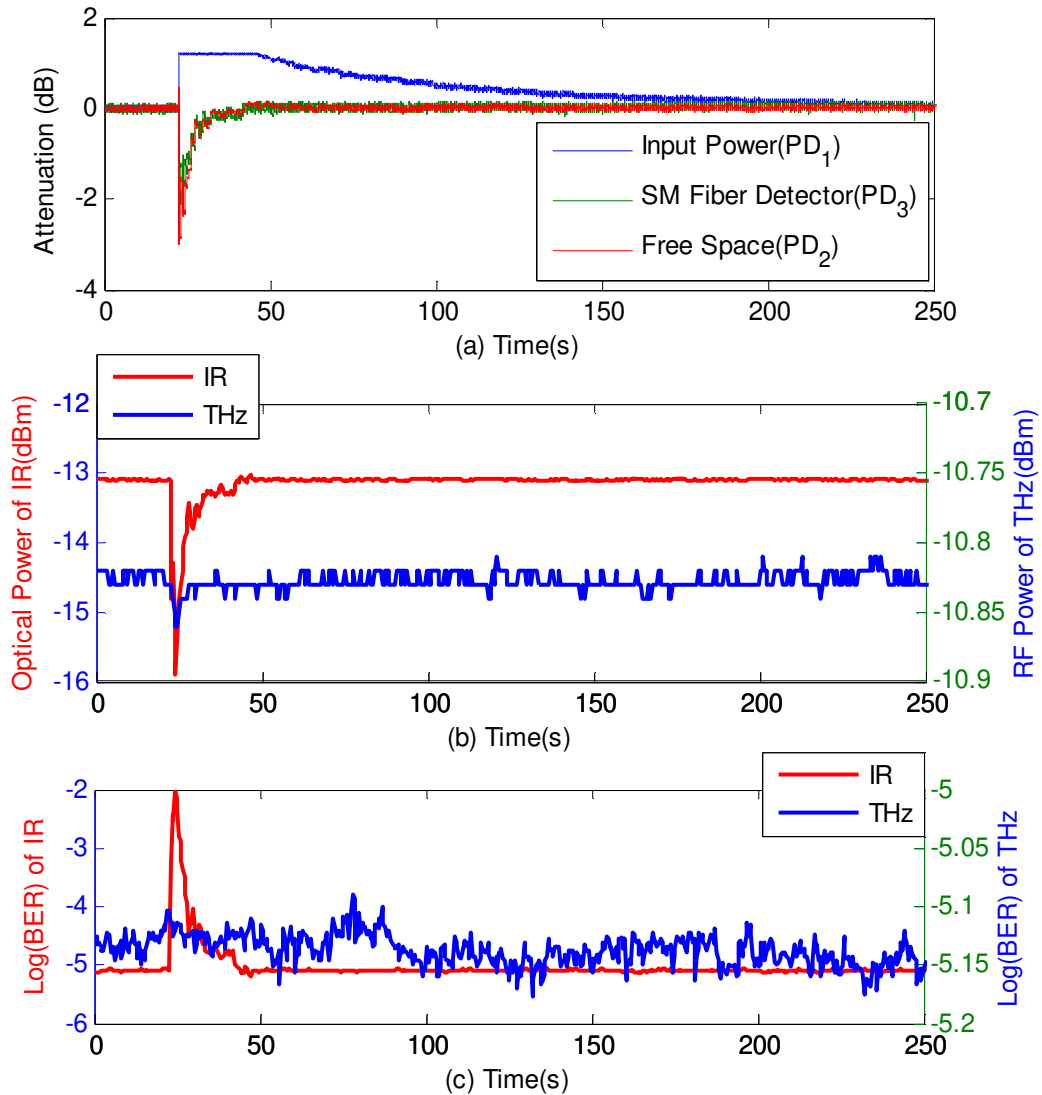 2
0
-2
-4
Attenuation (dB)
Input Power(PD1)
SM Fiber Detector(PD3)
Free Space(PD2)
0 50 100 150 200 250
(a) Time(s)
IR
THz
-12
-13
-14
-15
-16
Optical Power of IR(dBm)
-10.7
-10.75
-10.8
-10.85
-10.9
RF Power of THz(dBm)
0 50 100 150 200 250
(b) Time(s)
IR
THz
-2
-3
-4
-5
-6
Log(BER) of IR
-5
-5.05
-5.1
-5.15
-5.2
Log(BER) of THz
0 50 100 150 200 250
(c) Time(s)